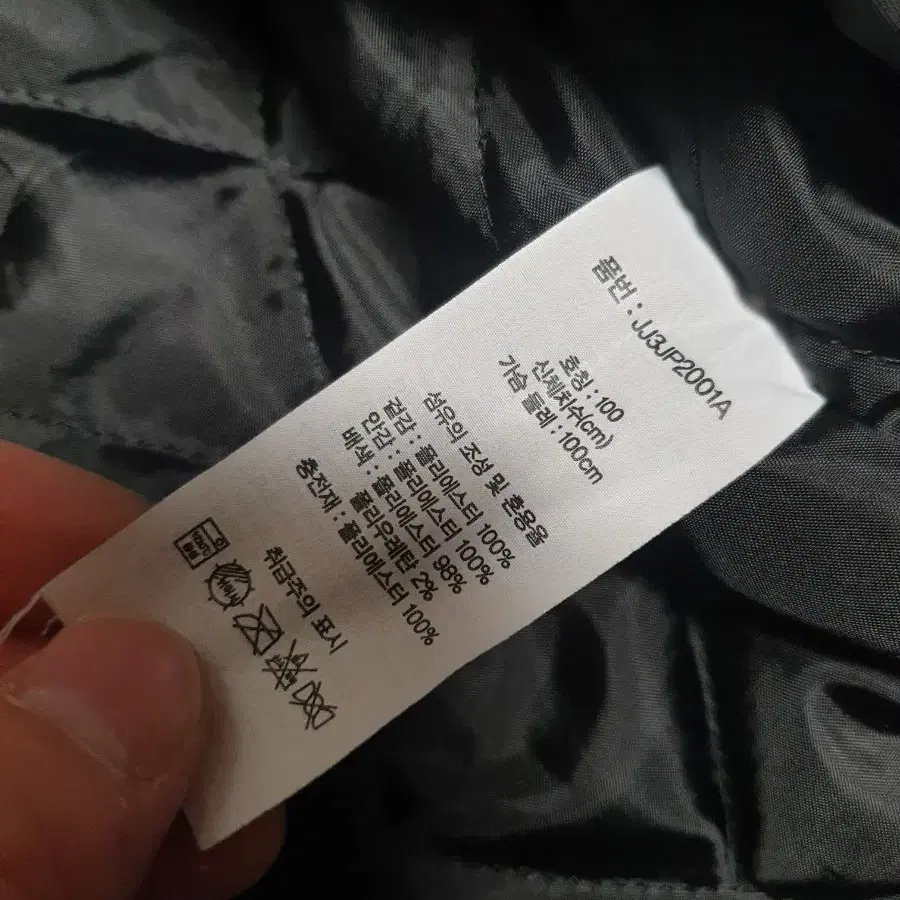 품번 : JJ3JP2001A
호칭 : 100
신체치수(cm)
가슴 둘레 : 100cm
섬유의 조성 및 혼용율
겉감 : 폴리에스터 100%
안감 : 폴리에스터 100%
배색 : 폴리에스터 98%
폴리우레탄 2%
충전재 : 폴리에스터 100%
취급주의 표시